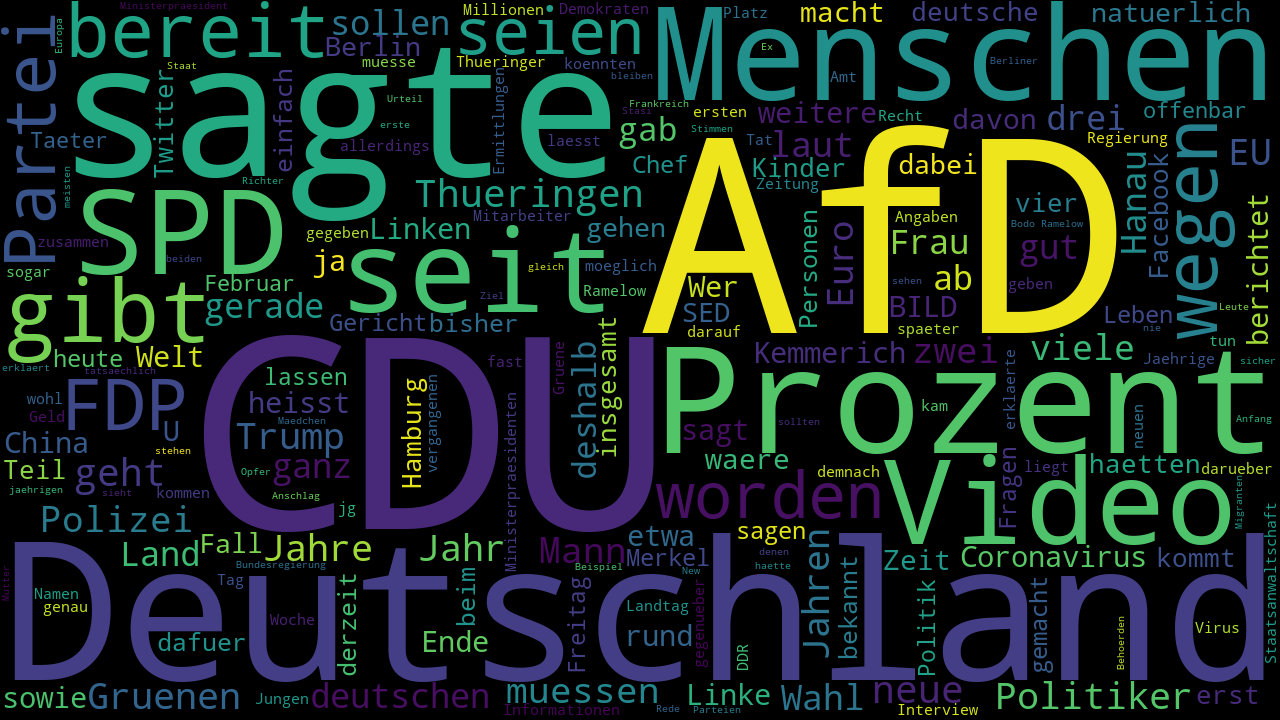 Ministerpraesident
Europa
bereit
sollen
Millionen
Demokraten
Platz
macht
deutsche
natuerlich
Partei
Berlin
seien
Menschen
Staat
muesse
Thueringer
koennten
bleiben
Ex
Amt
Berliner
sagte
Twitter
einfach
Urteil
Ermittlungen
Frankreich
Stasi
ersten
weitere
Recht
davon
drei
offenbar
Taeter
erste
allerdings
laesst
gab
Stimmen
Tat
laut
Regierung
wegen
EU
meisten
Richter
Chef
Kinder
Zeitung
dabei
Hanau
Facebook
berichtet
SPD
Thueringen
AfD
vier
zusammen
gegeben
Linken
Mitarbeiter
gehen
Personen
Euro
Angaben
Bodo Ramelow
Frau
gut
sogar
beiden
ja
seit
gleich
moeglich
Wer
ab
gibt
Februar
gerade
Ziel
Ramelow
SED
BILD
sehen
geben
Leben
Leute
nie
Gericht
bisher
darauf
spaeter
tun
heute
Welt
CDU
deshalb
insgesamt
Prozent
Kemmerich
zwei
viele
Jaehrige
sicher
erklaert
tatsaechlich
fast
Gruene
FDP
lassen
Hamburg
vergangenen
erklaerte
wohl
Geld
U
heisst
Maedchen
kam
neuen
sollten
Anfang
China
stehen
Trump
sagt
Teil
geht
Opfer
ganz
waere
demnach
Fragen
liegt
haetten
darueber
jaehrigen
sieht
kommen
Anschlag
jg
Ministerpraesidenten
worden
Video
Migranten
Polizei
etwa
sagen
Staatsanwaltschaft
Land
Fall
Jahre
Jahr
Mann
Merkel
denen
Jahren
Zeit
Coronavirus
kommt
Deutschland
Bundesregierung
Beispiel
haette
New
Mutter
Namen
genau
Tag
derzeit
beim
Freitag
Landtag
gegenueber
bekannt
Politik
gemacht
Behoerden
Virus
Woche
dafuer
Ende
rund
DDR
sowie
Gruenen
Jungen
deutschen
Informationen
muessen
Rede
Linke
Parteien
Wahl
neue
Interview
Politiker
erst